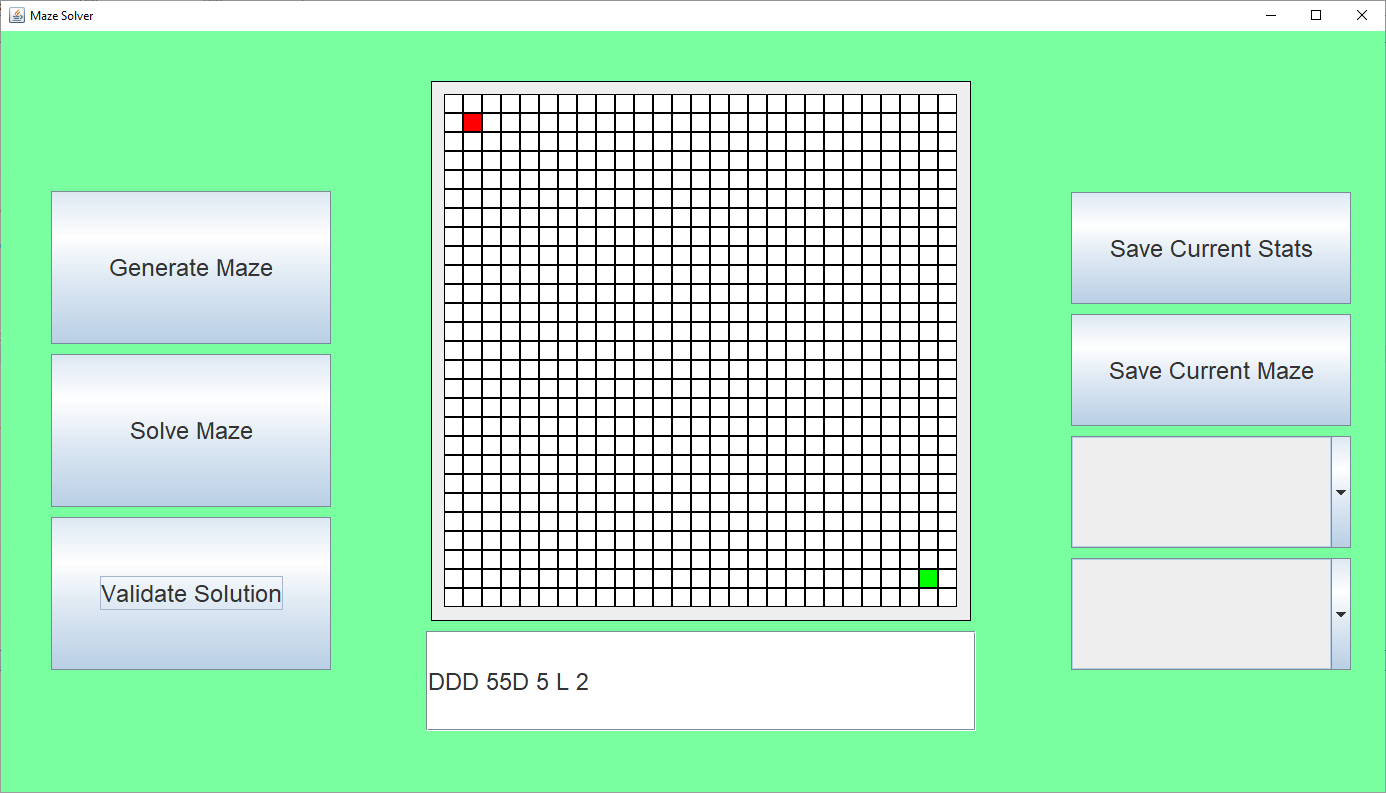 Maze Solver
Generate Maze
Solve Maze
Validate Solution
Save Current Stats
Save Current Maze
DDD 55D 5 L 2